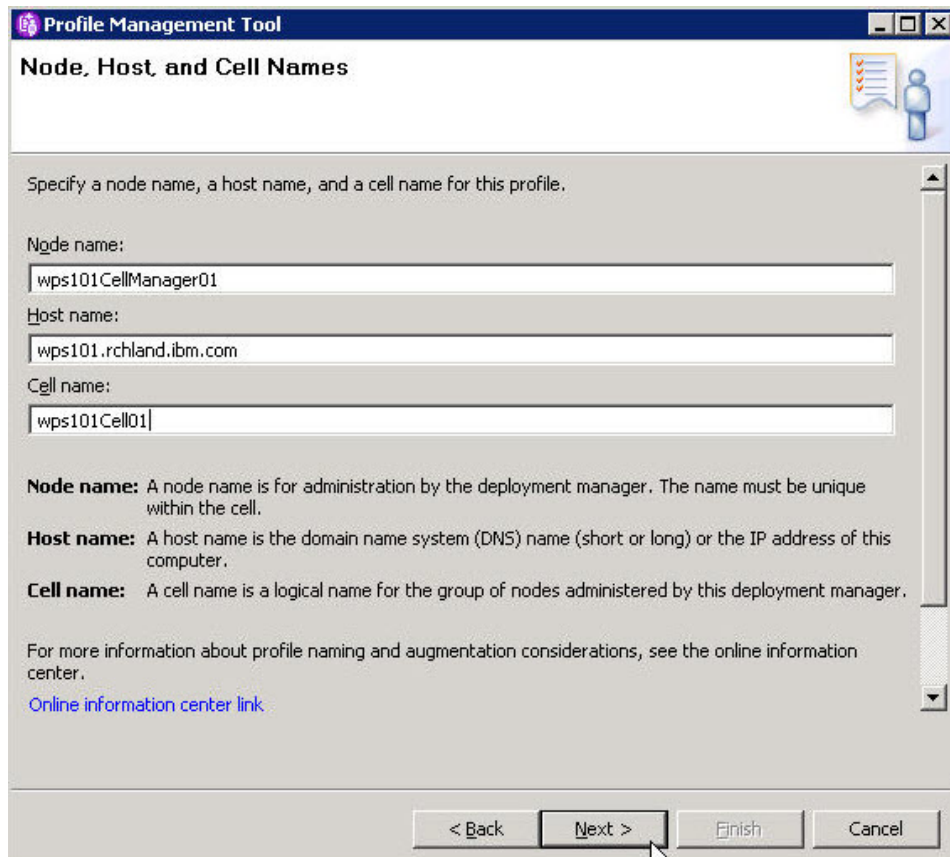 Profile Management Tool
Node, Host, and Cell Names
Specify a node name, a host name, and a cell name for this profile.
Node name:
wps101CellManager01
Host name:
wps101.rchland.ibm.com
Cell name:
wps101Cell01
Node name: A node name is for administration by the deployment manager. The name must be unique
within the cell.
Host name: A host name is the domain name system (DNS) name (short or long) or the IP address of this
computer.
Cell name: A cell name is a logical name for the group of nodes administered by this deployment manager.
For more information about profile naming and augmentation considerations, see the online information
center.
Online information center link
< Back Next > Finish Cancel